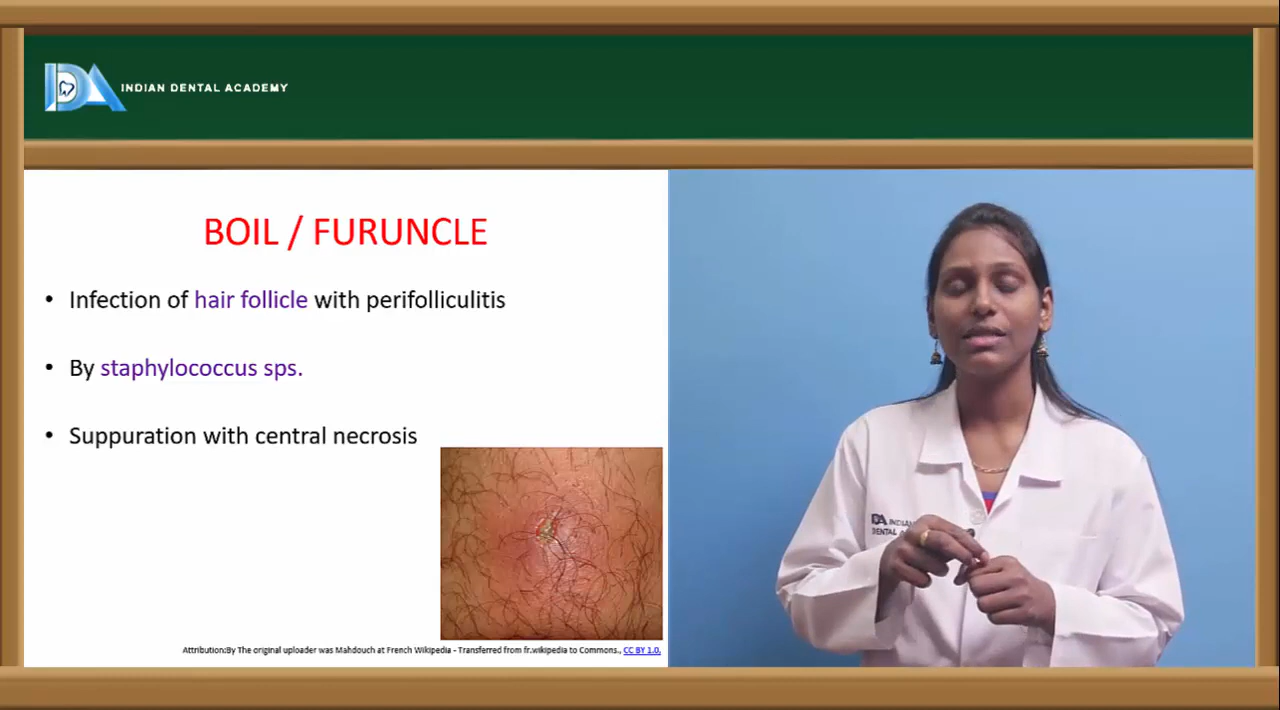 INDIAN DENTAL ACADEMY
BOIL / FURUNCLE
• Infection of hair follicle with perifolliculitis
• By staphylococcus sps.
• Suppuration with central necrosis
Attribution:By The original uploader was Mahdouch at French Wikipedia - Transferred from fr.wikipedia to Commons., CC BY 1.0,
INDIAN
DENTAL A